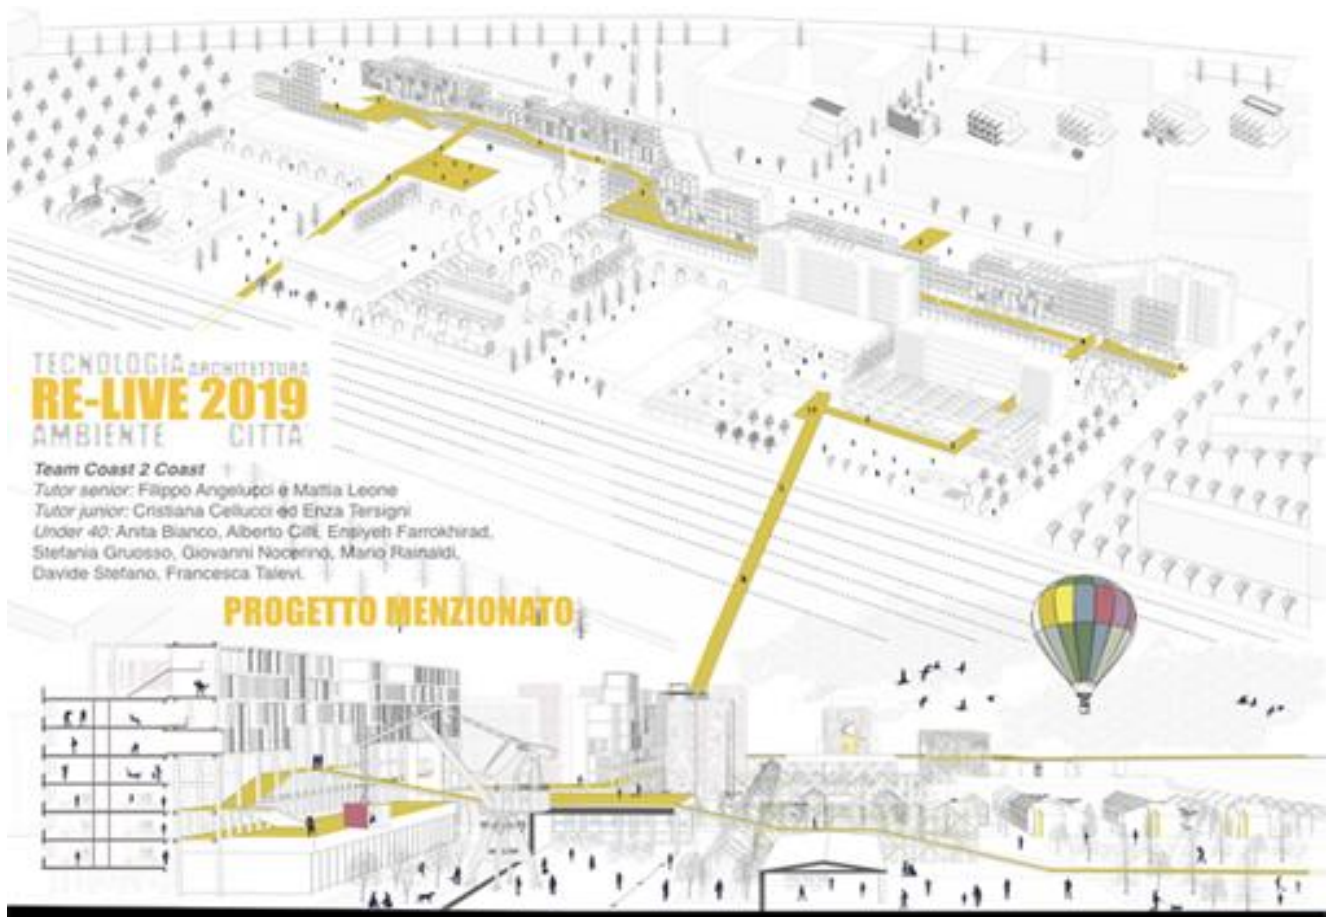 TECNOLOGIA ARCHITETTURA
RE-LIVE 2019
AMBIENTE CITTÀ
Team Coast 2 Coast
Tutor senior: Filippo Angelucci e Mattia Leone
Tutor junior: Cristiana Cellucci ed Enza Tersigni
Under 40: Anita Bianco, Alberto Cilli, Ensiyeh Farrokhirad,
Stefania Gruosso, Giovanni Nocerino, Mario Rainaldi,
Davide Stefano, Francesca Talevi.
PROGETTO MENZIONATO